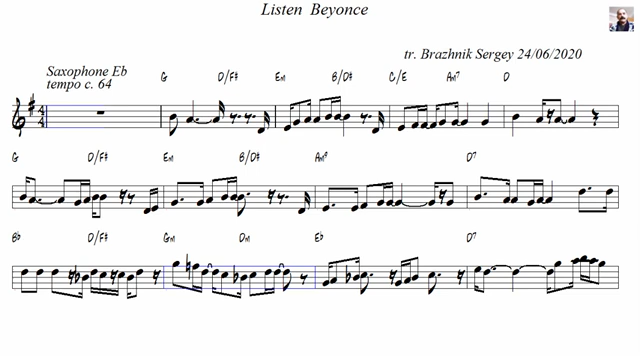 Listen Beyonce
tr. Brazhnik Sergey 24/06/2020
Saxophone Eb
tempo c. 64
G D/F# Em B/D# C/E Am7 D
G D/F# Em B/D# Am9 D7
Bb D/F# Gm Dm Eb D7